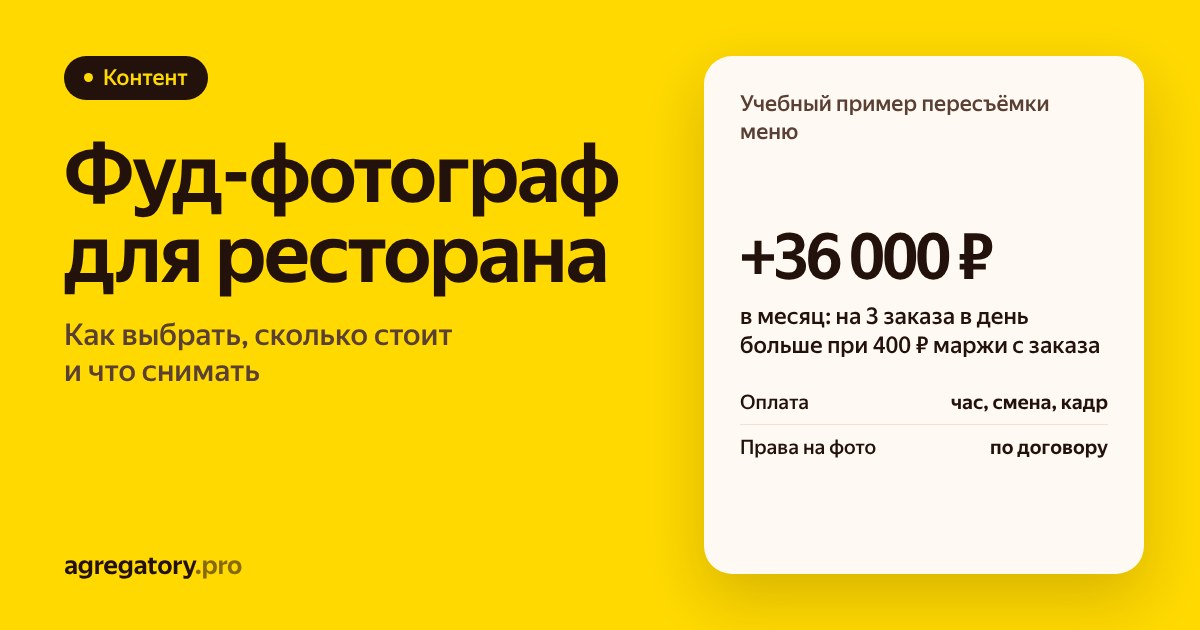 Контент
Фуд-фотограф
для ресторана
Как выбрать, сколько стоит
и что снимать
agregatory.pro
Учебный пример пересъёмки
меню
+36 000 ₽
в месяц: на 3 заказа в день
больше при 400 ₽ маржи с заказа
Оплата час, смена, кадр
Права на фото по договору